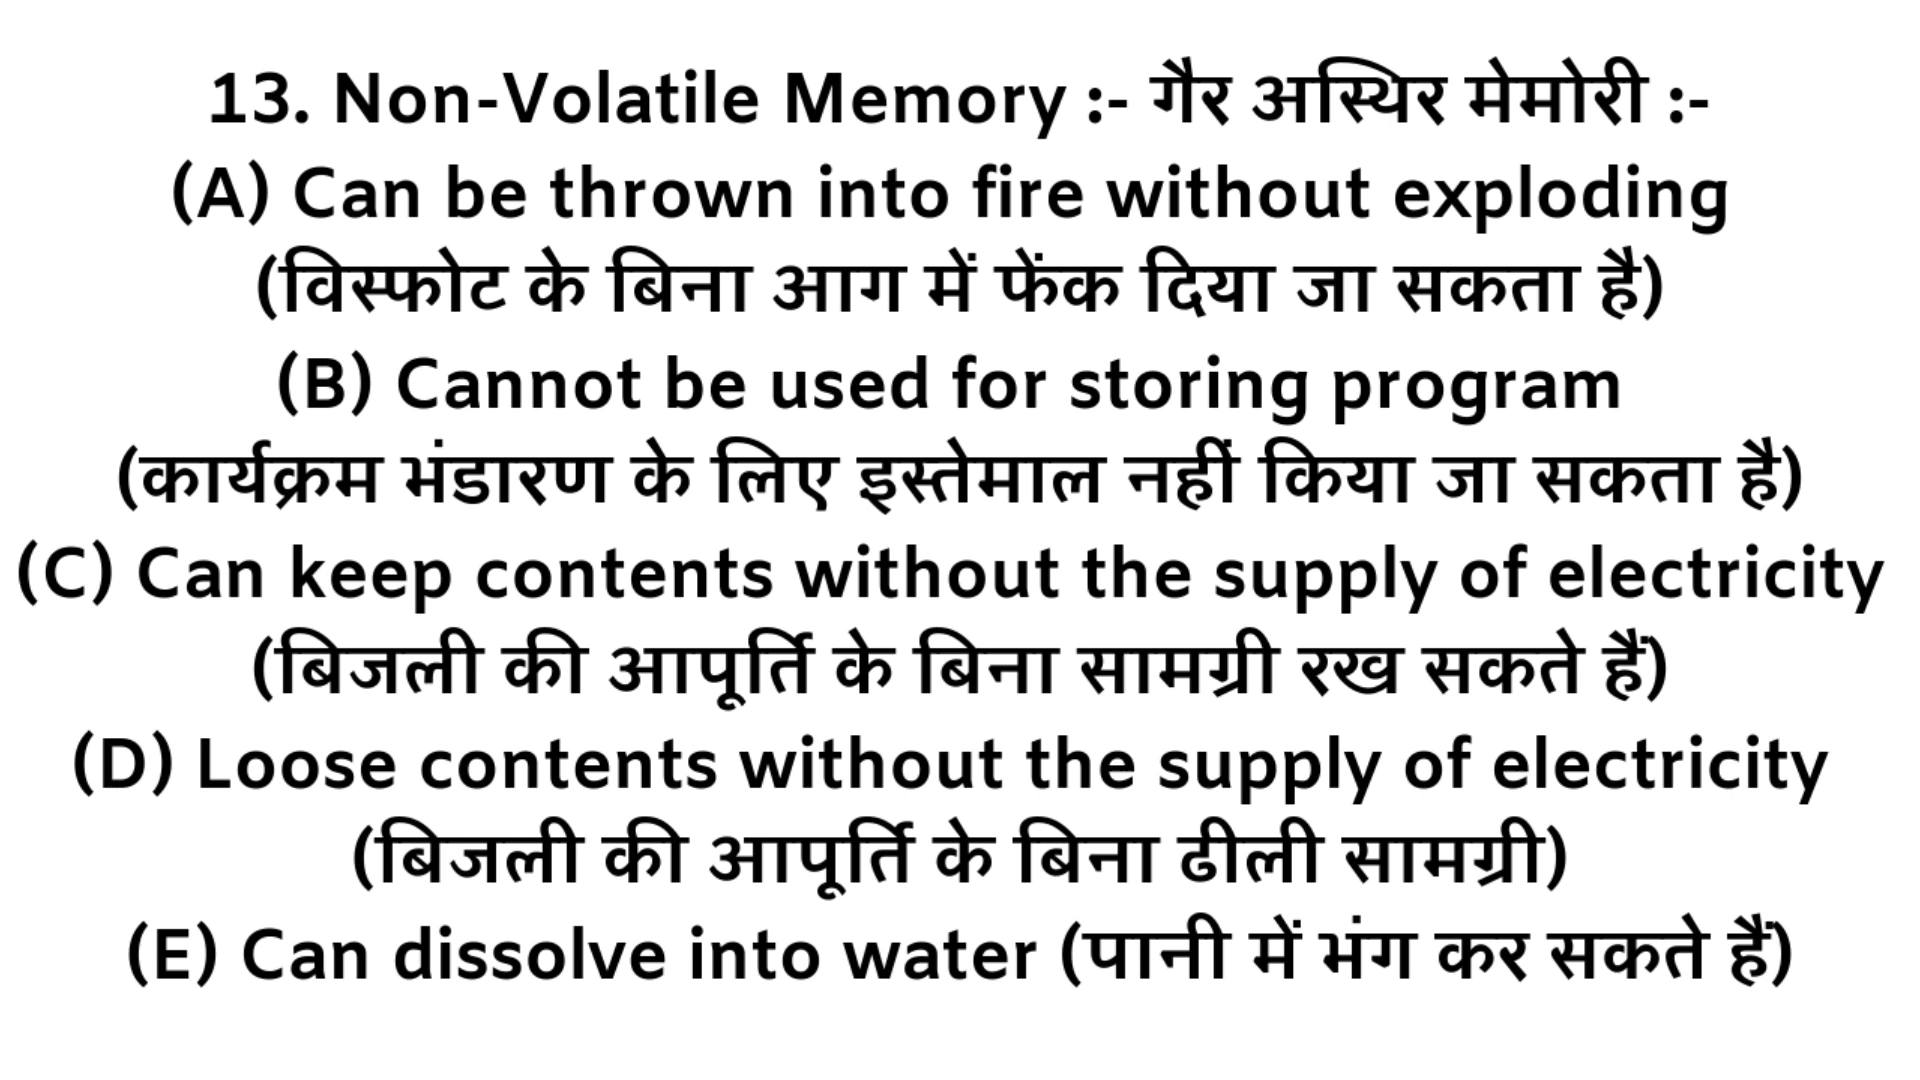 13. Non-Volatile Memory :- गैर अस्थिर मेमोरी :-
(A) Can be thrown into fire without exploding
(विस्फोट के बिना आग में फेंक दिया जा सकता है)
(B) Cannot be used for storing program
(कार्यक्रम भंडारण के लिए इस्तेमाल नहीं किया जा सकता है)
(C) Can keep contents without the supply of electricity
(बिजली की आपूर्ति के बिना सामग्री रख सकते हैं)
(D) Loose contents without the supply of electricity
(बिजली की आपूर्ति के बिना ढीली सामग्री)
(E) Can dissolve into water (पानी में भंग कर सकते हैं)